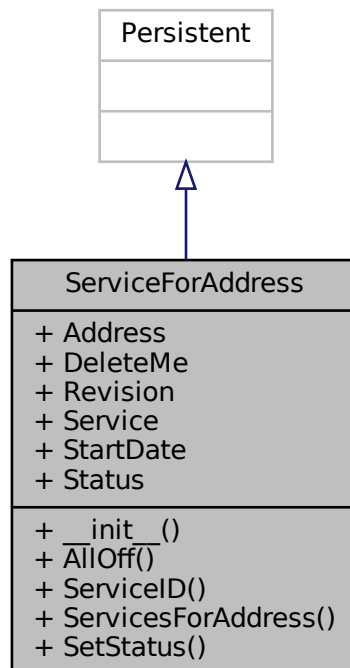 Persistent
ServiceForAddress
+ Address
+ DeleteMe
+ Revision
+ Service
+ StartDate
+ Status
+ __init__()
+ AllOff()
+ ServiceID()
+ ServicesForAddress()
+ SetStatus()